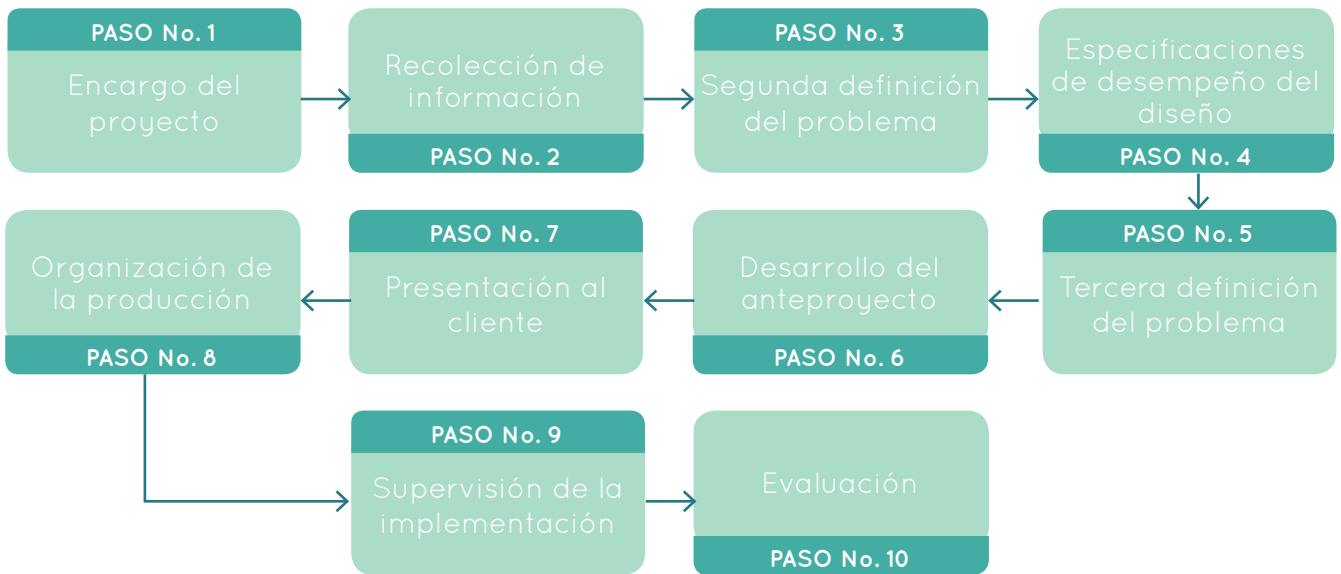 PASO No. 1
Encargo del
proyecto
Recolección de
información
PASO No. 2
PASO No. 3
Segunda definición
del problema
Especificaciones
de desempeño del
diseño
PASO No. 4
PASO No. 5
Tercera definición
del problema
Desarrollo del
anteproyecto
PASO No. 6
PASO No. 7
Presentación al
cliente
Organización de
la producción
PASO No. 8
PASO No. 9
Supervisión de la
implementación
Evaluación
PASO No. 10